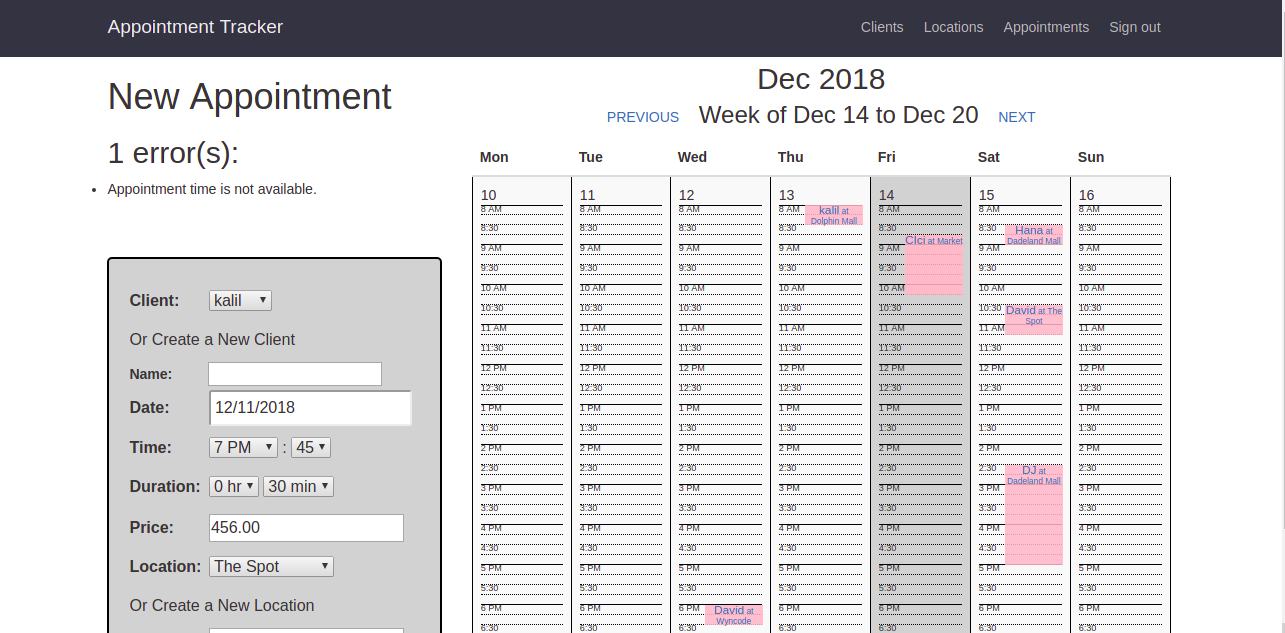 Appointment Tracker
Clients Locations Appointments Sign out
New Appointment
1 error(s):
Appointment time is not available.
Client: kalil
Or Create a New Client
Name:
Date: 12/11/2018
Time: 7 PM : 45
Duration: 0 hr 30 min
Price: 456.00
Location: The Spot
Or Create a New Location
Dec 2018
PREVIOUS Week of Dec 14 to Dec 20 NEXT
Mon Tue Wed Thu Fri Sat Sun
10 11 12 13 14 15 16
8 AM 8 AM 8 AM 8 AM kalil at 8 AM 8 AM 8 AM
Dolphin Mall
8:30 8:30 8:30 8:30 8:30 8:30 Hana at 8:30
CIci at Market Dadeland Mall
9 AM 9 AM 9 AM 9 AM 9 AM 9 AM 9 AM
9:30 9:30 9:30 9:30 9:30 9:30 9:30
10 AM 10 AM 10 AM 10 AM 10 AM 10 AM 10 AM
10:30 10:30 10:30 10:30 10:30 10:30 David at The 10:30
Spot
11 AM 11 AM 11 AM 11 AM 11 AM 11 AM 11 AM
11:30 11:30 11:30 11:30 11:30 11:30 11:30
12 PM 12 PM 12 PM 12 PM 12 PM 12 PM 12 PM
12:30 12:30 12:30 12:30 12:30 12:30 12:30
1 PM 1 PM 1 PM 1 PM 1 PM 1 PM 1 PM
1:30 1:30 1:30 1:30 1:30 1:30 1:30
2 PM 2 PM 2 PM 2 PM 2 PM 2 PM 2 PM
2:30 2:30 2:30 2:30 2:30 2:30 DJ at 2:30
Dadeland Mall
3 PM 3 PM 3 PM 3 PM 3 PM 3 PM 3 PM
3:30 3:30 3:30 3:30 3:30 3:30 3:30
4 PM 4 PM 4 PM 4 PM 4 PM 4 PM 4 PM
4:30 4:30 4:30 4:30 4:30 4:30 4:30
5 PM 5 PM 5 PM 5 PM 5 PM 5 PM 5 PM
5:30 5:30 5:30 5:30 5:30 5:30 5:30
6 PM 6 PM 6 PM David at 6 PM 6 PM 6 PM 6 PM
Wyncode
6:30 6:30 6:30 6:30 6:30 6:30 6:30